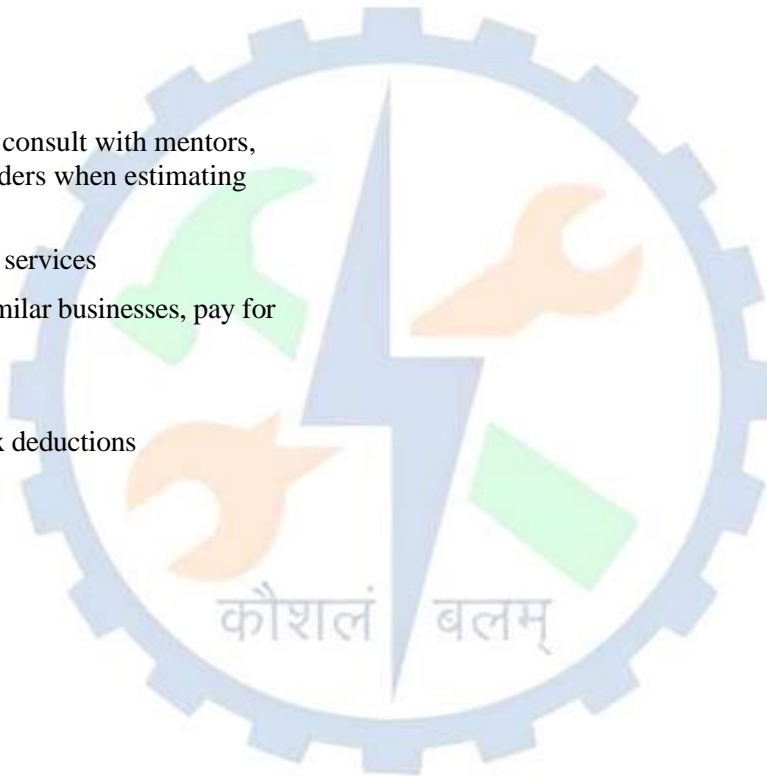 consult with mentors,
ders when estimating
services
milar businesses, pay for
x deductions
कौशलं बलम्